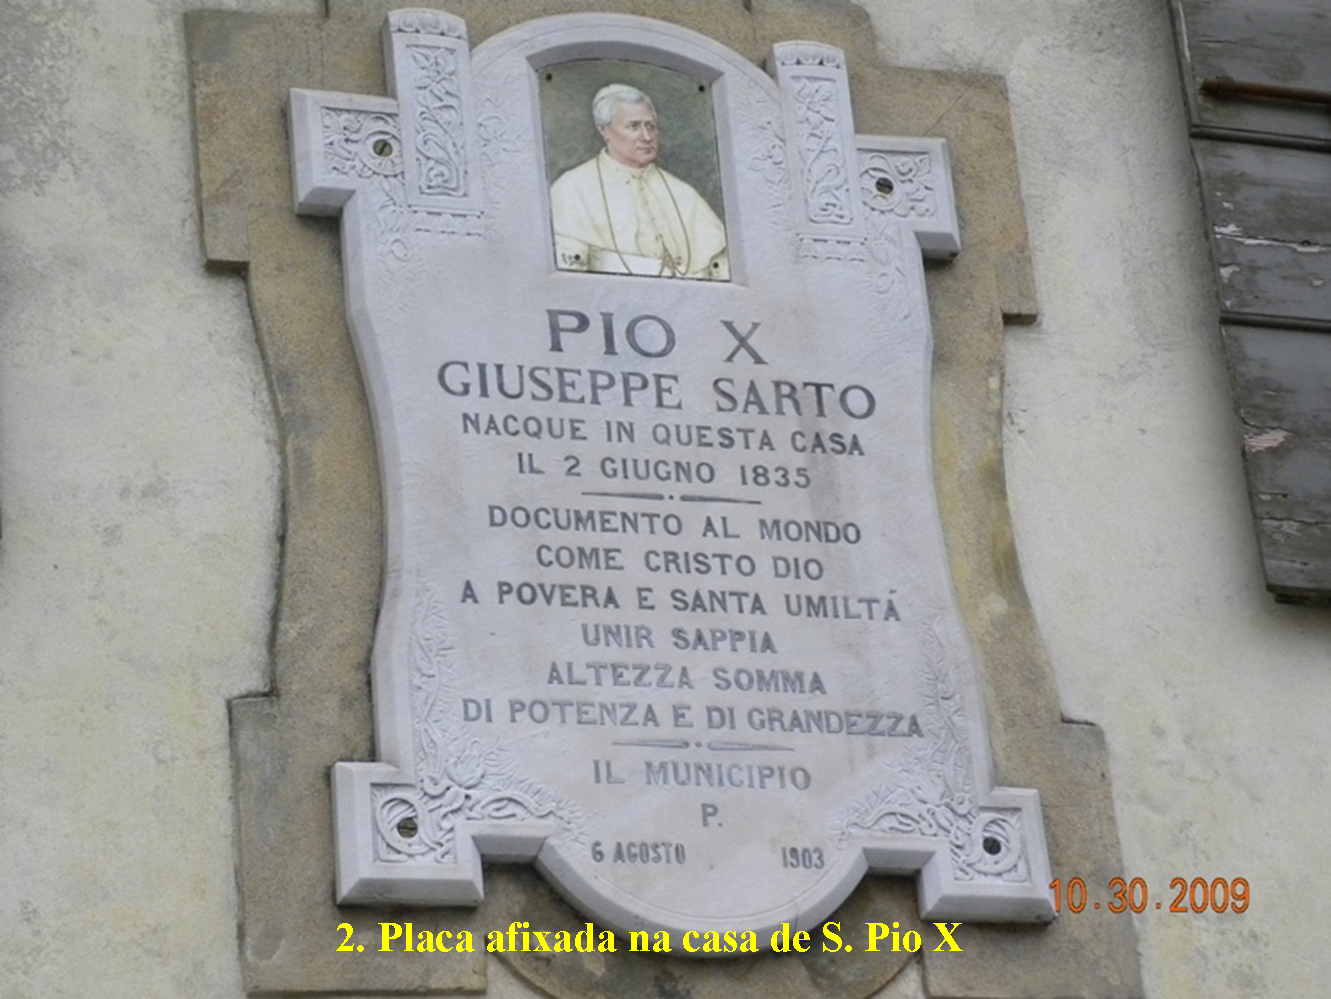 PIO X
GIUSEPPE SARTO
NACQUE IN QUESTA CASA
IL 2 GIUGNO 1835
DOCUMENTO AL MONDO
COME CRISTO DIO
A POVERA E SANTA UMILTÁ
UNIR SAPPIA
ALTEZZA SOMMA
DI POTENZA E DI GRANDEZZA
IL MUNICIPIO
P.
6 AGOSTO 1903
10.30.2009
2. Placa afixada na casa de S. Pio X